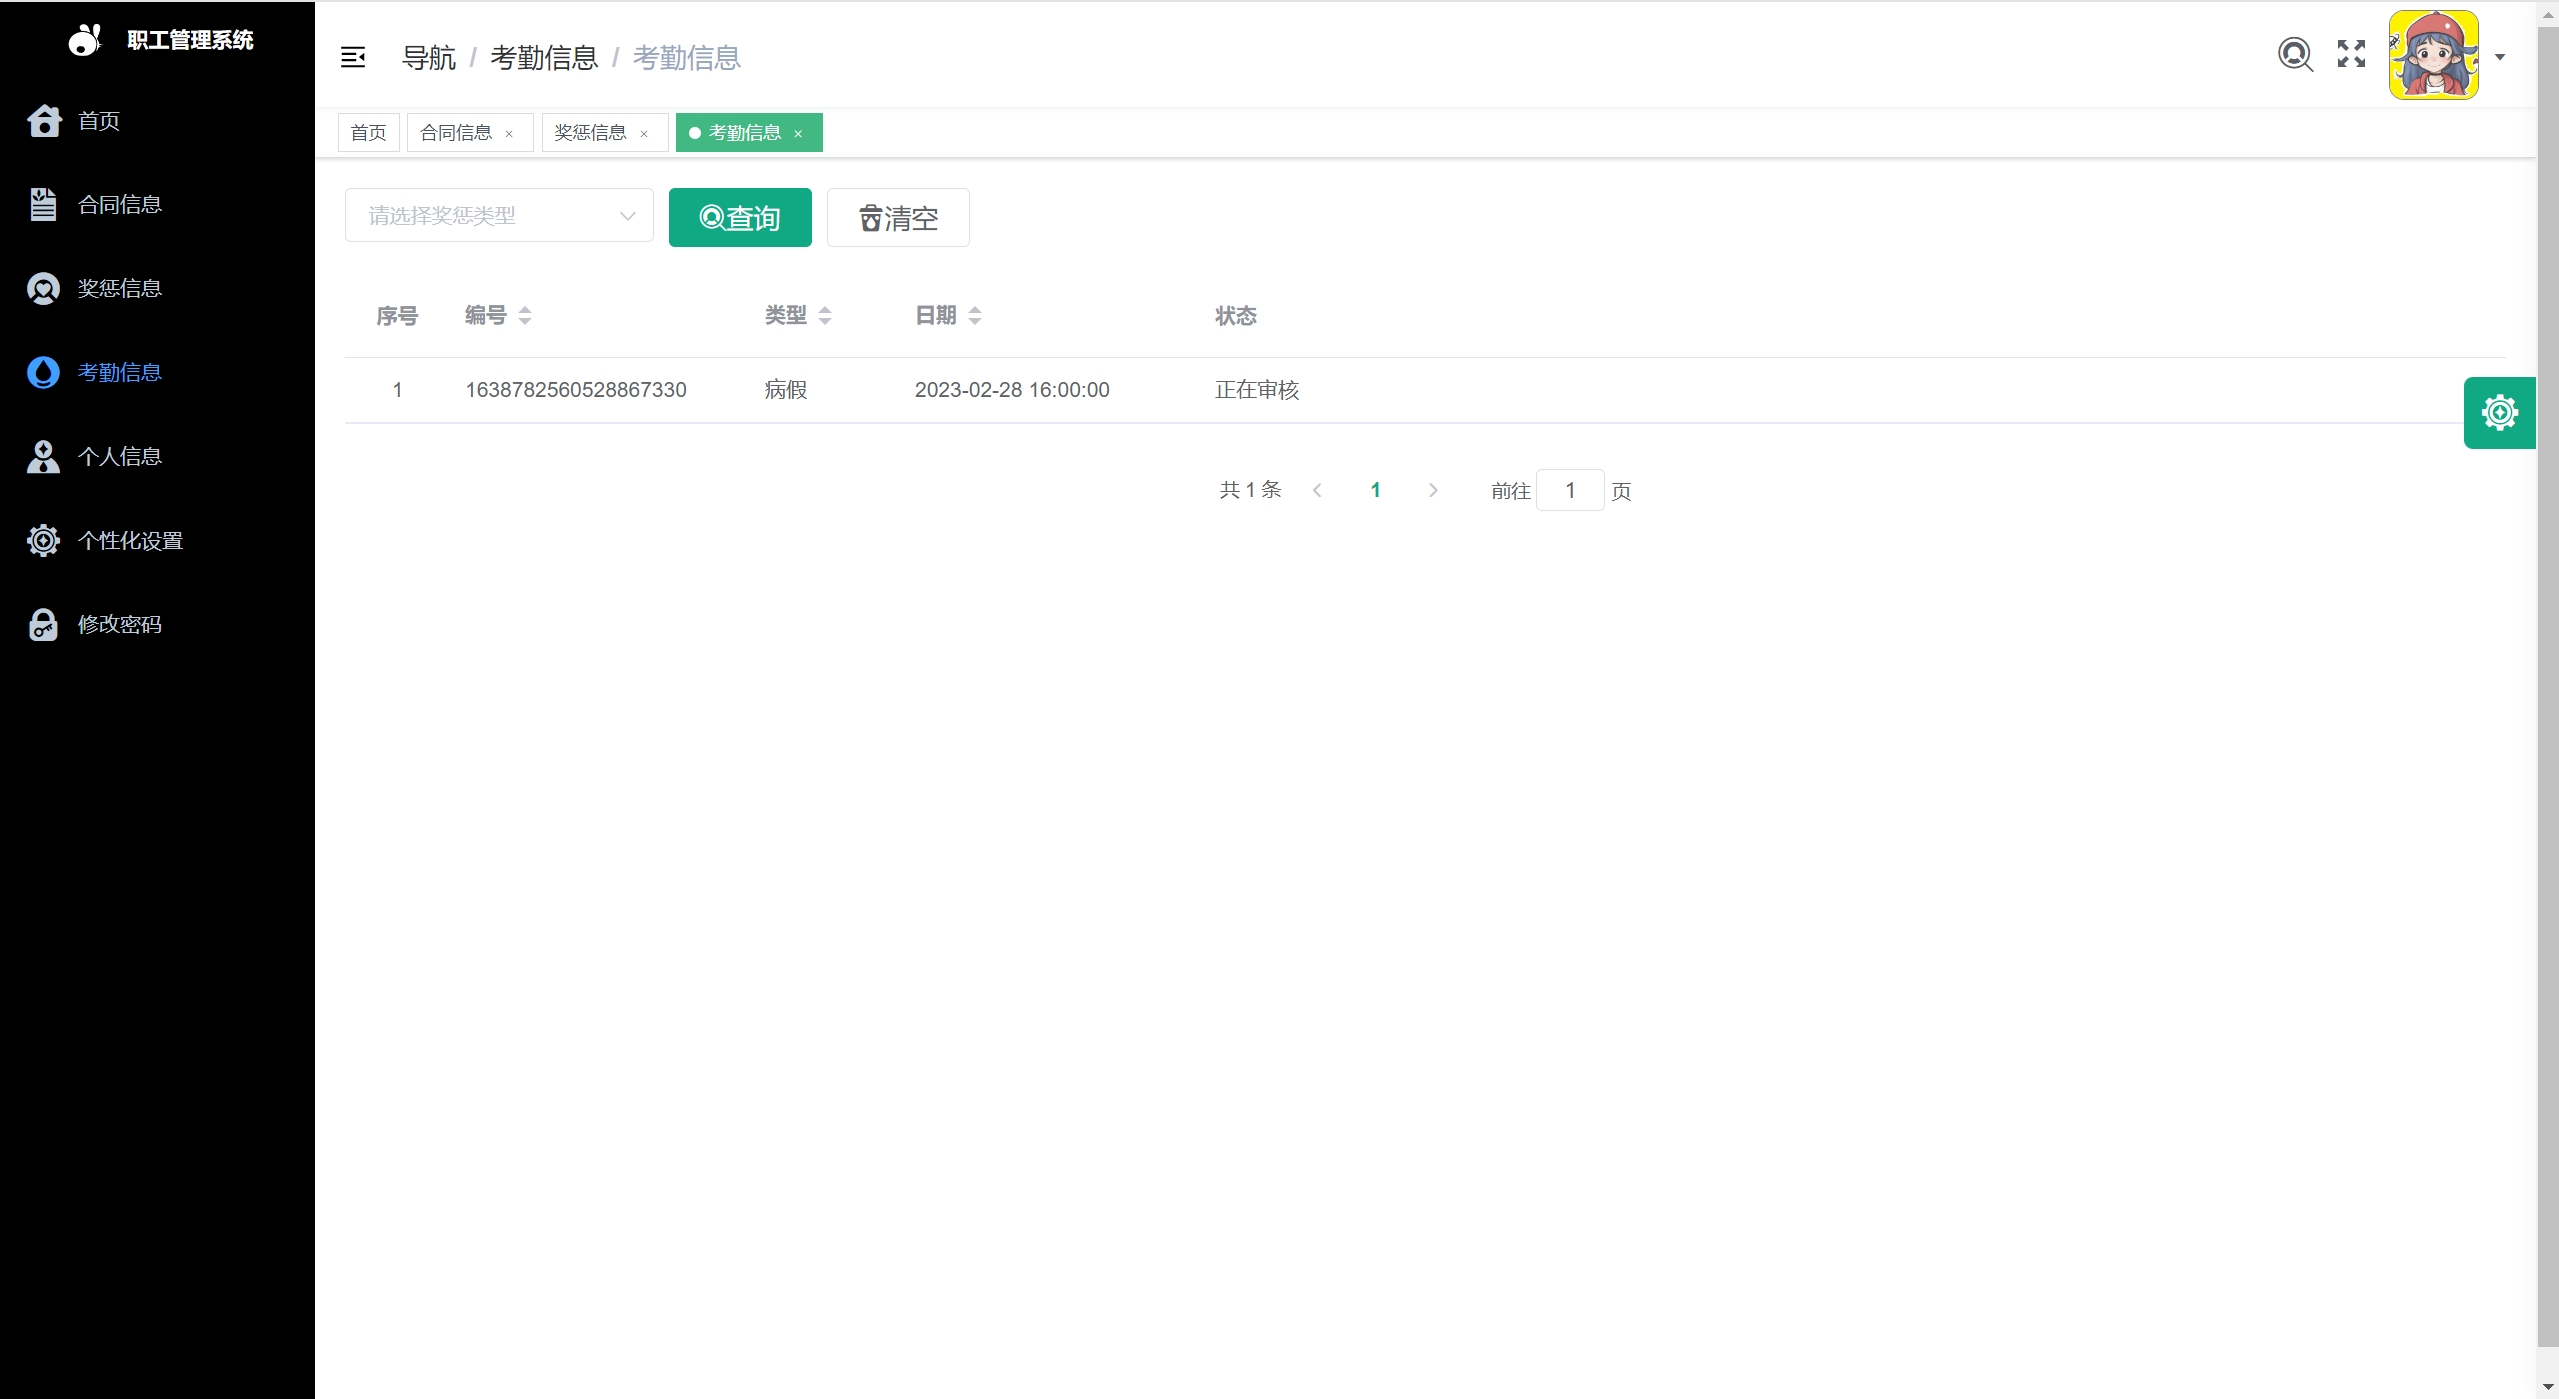 职工管理系统
首页
合同信息
奖惩信息
考勤信息
个人信息
个性化设置
修改密码
导航 / 考勤信息 / 考勤信息
首页 合同信息 × 奖惩信息 × 考勤信息 ×
请选择奖惩类型 查询 清空
序号 编号 类型 日期 状态
1 1638782560528867330 病假 2023-02-28 16:00:00 正在审核
共 1 条 1 前往 1 页